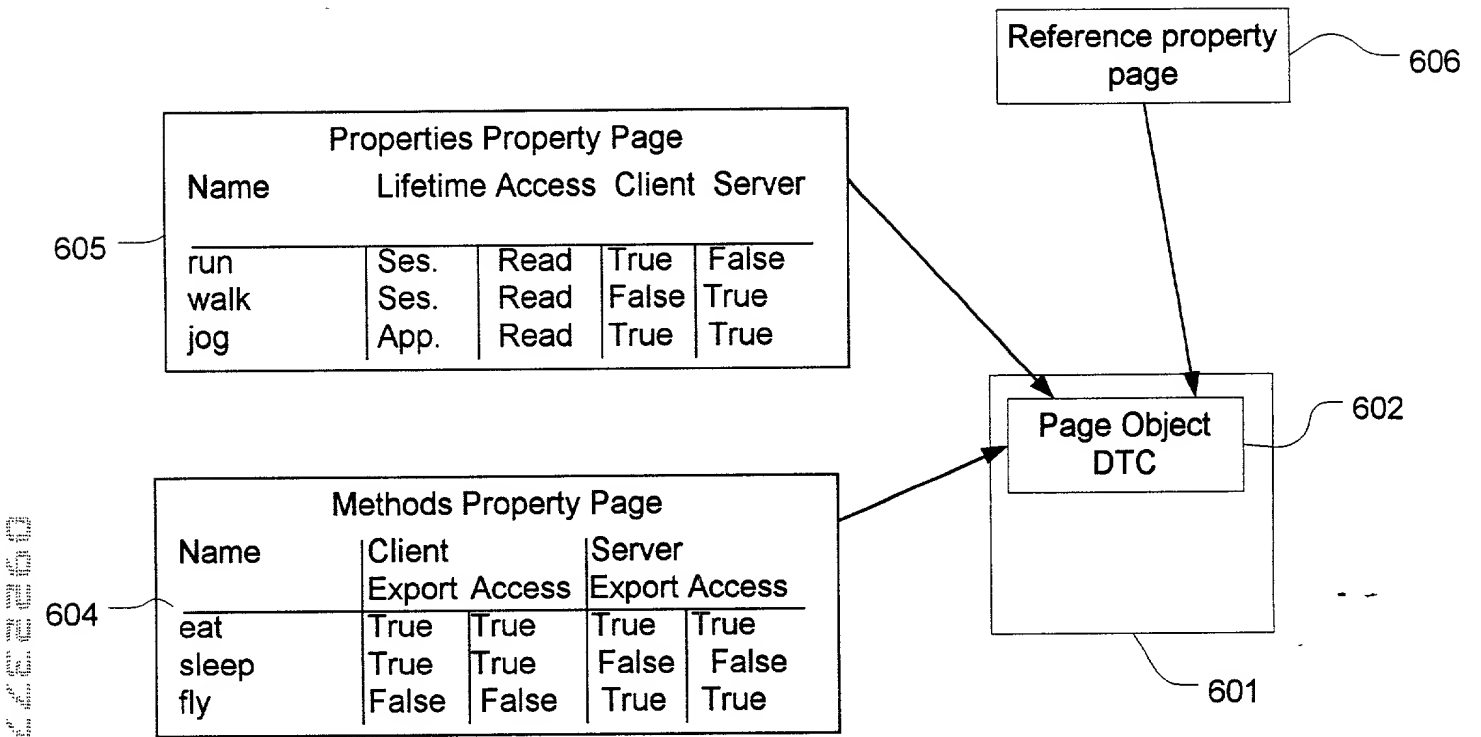 Reference property
page
606
Properties Property Page
Name Lifetime Access Client Server
605
run Ses. Read True False
walk Ses. Read False True
jog App. Read True True
Page Object
DTC
602
Methods Property Page
Name Client Server
Export Access Export Access
604
eat True True True True
sleep True True False False
fly False False True True
601